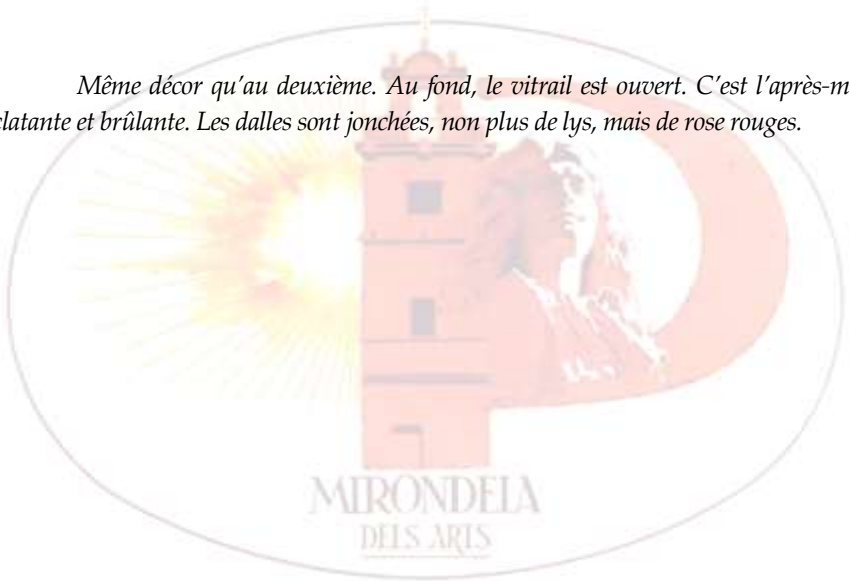 Même décor qu'au deuxième. Au fond, le vitrail est ouvert. C'est l'après-m
clatante et brûlante. Les dalles sont jonchées, non plus de lys, mais de rose rouges.
MIRONDELA
DELS ARTS